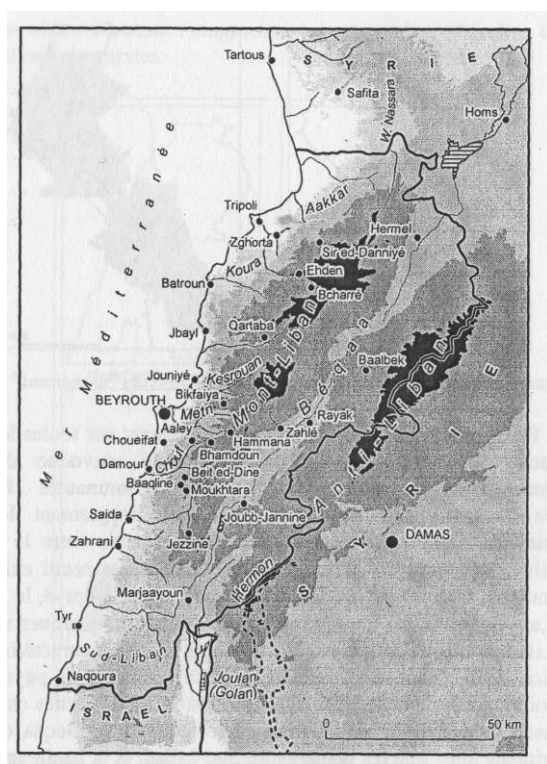 Tartous
SYRIE
Safita
W. Nassara
Homs
Mer Méditerranée
Tripoli
Aakkar
Zghorta
Hermel
Sir ed-Danniyé
Koura
Ehden
Batroun
Bcharré
Jbayl
Qartaba
Mont-Liban
Jouniyé
Kesrouan
Béqaa
Baalbek
Anti-Liban
Bikfaiya
BEYROUTH
Metn
Rayak
Aaley
Zahlé
Choueifat
Hammana
Chouf
Bhamdoun
Damour
Beit ed-Dine
Baaqline
Moukhtara
Joubb-Jannine
SYRIE
Saida
DAMAS
Zahrani
Jezzine
Hermon
Marjaayoun
Tyr
Sud-Liban
Naqoura
Joulan
(Golan)
ISRAEL
0 50 km